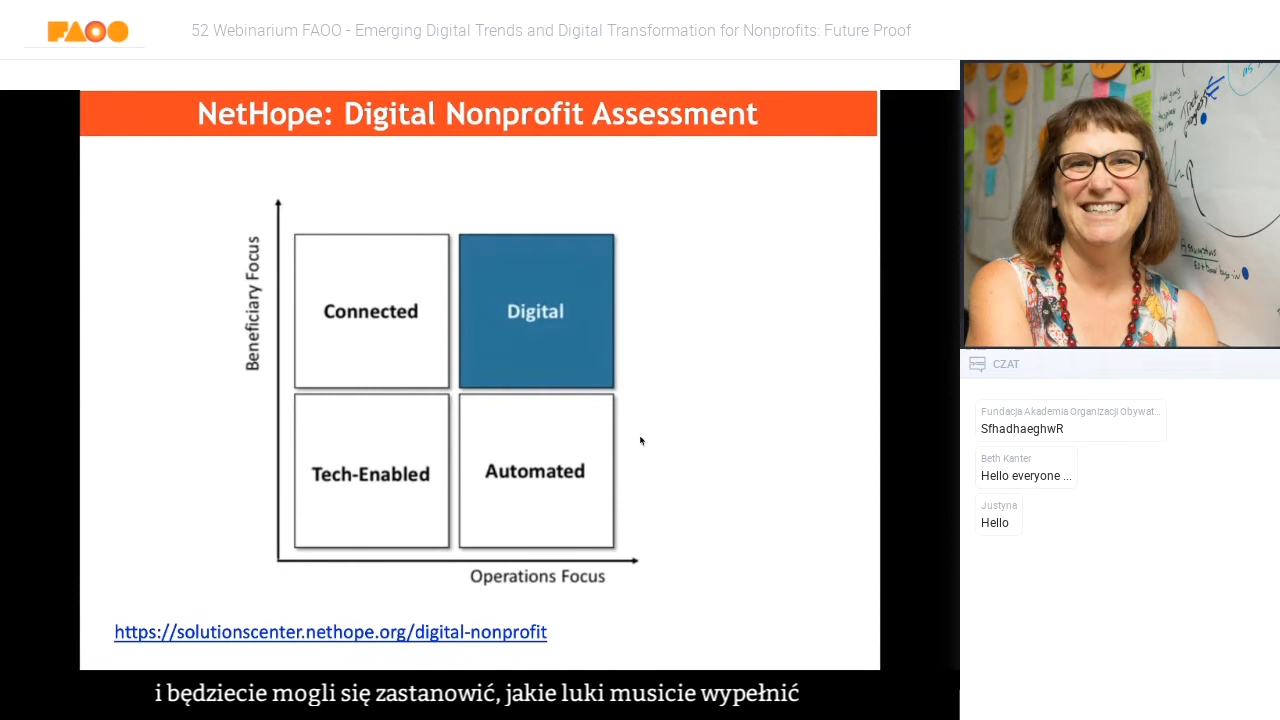 FAOO
52 Webinarium FAOO - Emerging Digital Trends and Digital Transformation for Nonprofits: Future Proof
NetHope: Digital Nonprofit Assessment
Beneficiary Focus
Connected
Digital
Tech-Enabled
Automated
Operations Focus
https://solutionscenter.nethope.org/digital-nonprofit
i będziecie mogli się zastanowić, jakie luki musicie wypełnić
CZAT
Fundacja Akademia Organizacji Obywat...
SfhadhaeghwR
Beth Kanter
Hello everyone ...
Justyna
Hello